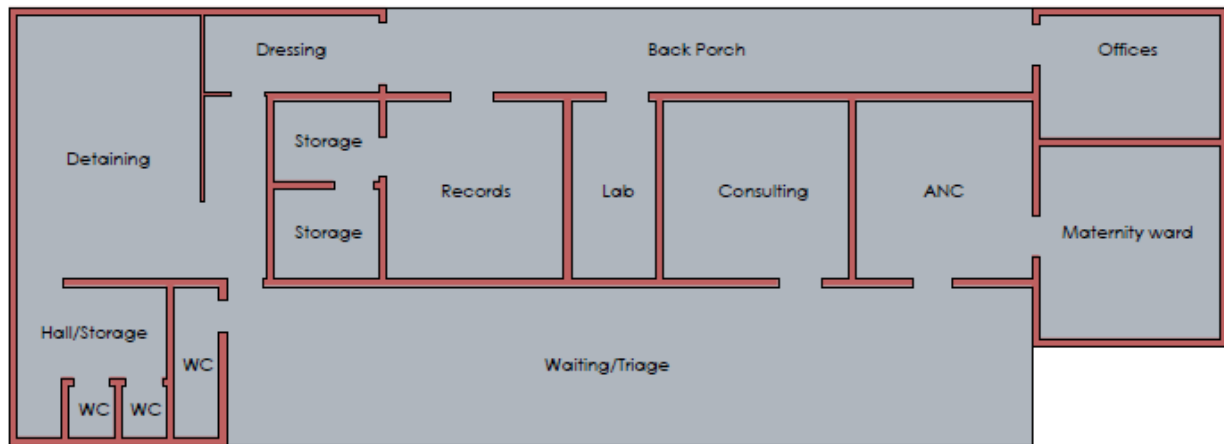 Dressing
Back Porch
Offices
Storage
Detaining
Records
Lab
Consulting
ANC
Storage
Maternity ward
Hall/Storage
WC
Waiting/Triage
WC
WC